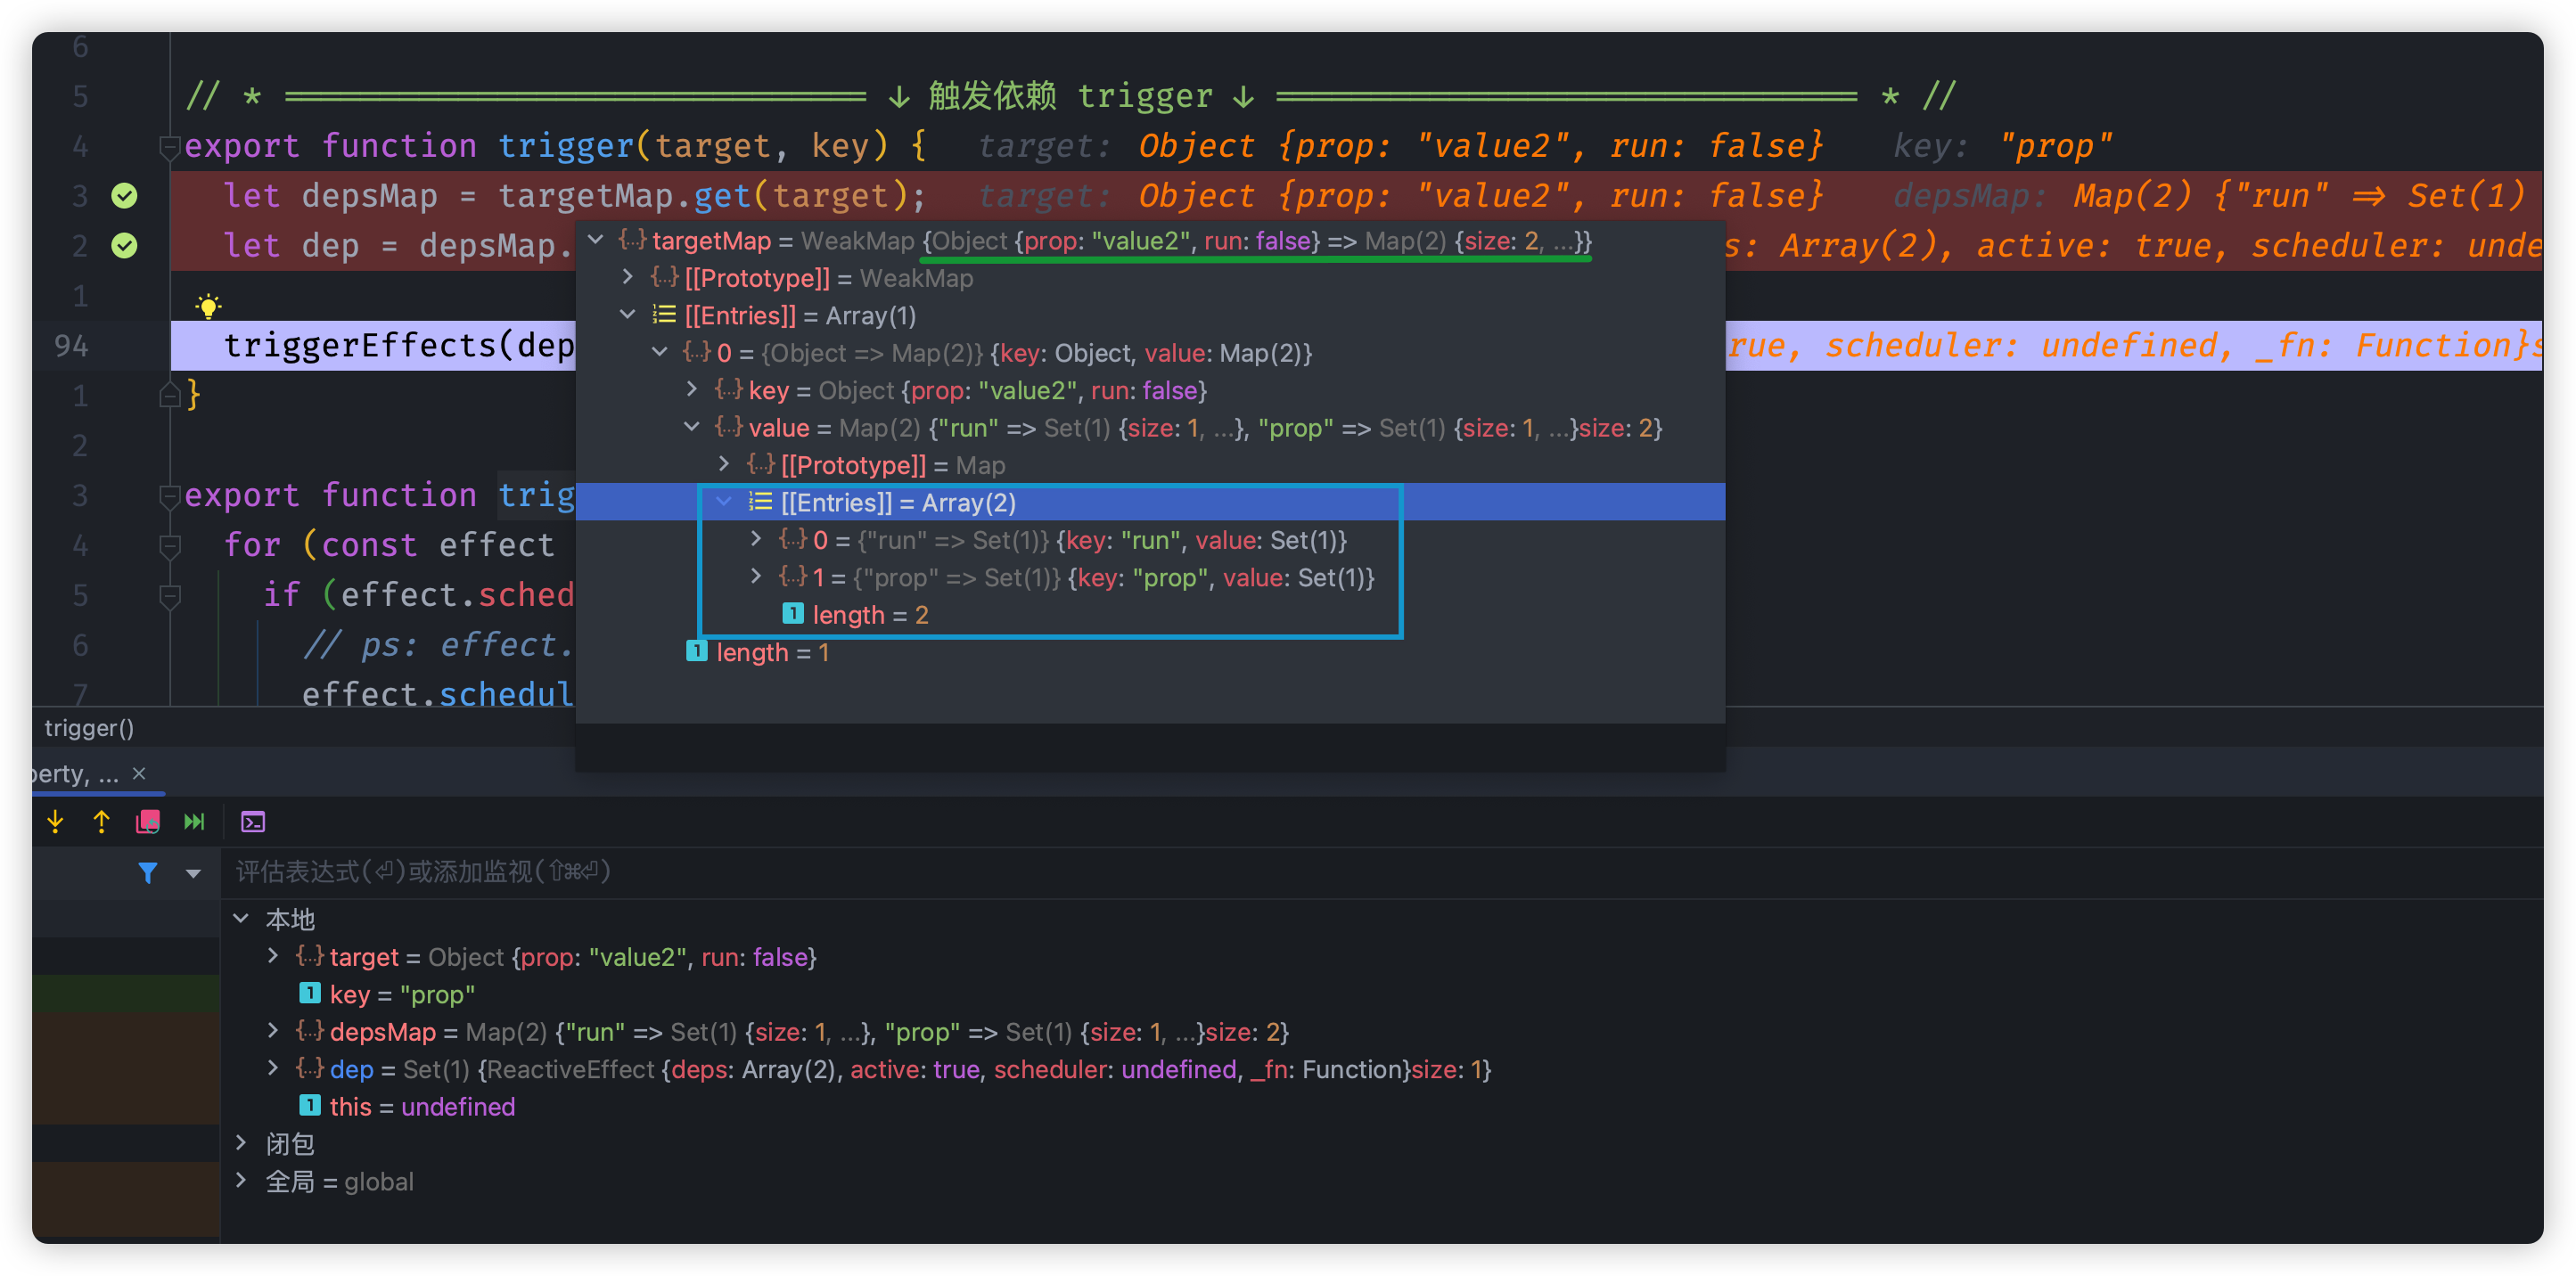 6
5 // * ══════════════════════════════ ↓ 触发依赖 trigger ↓ ══════════════════════════════ * //
4 export function trigger(target, key) { target: Object {prop: "value2", run: false} key: "prop"
3 let depsMap = targetMap.get(target); target: Object {prop: "value2", run: false} depsMap: Map(2) {"run" => Set(1)
2 let dep = depsMap. s: Array(2), active: true, scheduler: unde
1
94 triggerEffects(dep rue, scheduler: undefined, _fn: Function}s
1 }
2
3 export function trig
4 for (const effect
5 if (effect.sched
6 // ps: effect.
7 effect.schedul
{...} targetMap = WeakMap {Object {prop: "value2", run: false} => Map(2) {size: 2, ...}}
{...} [[Prototype]] = WeakMap
[[Entries]] = Array(1)
{...} 0 = {Object => Map(2)} {key: Object, value: Map(2)}
{...} key = Object {prop: "value2", run: false}
{...} value = Map(2) {"run" => Set(1) {size: 1, ...}, "prop" => Set(1) {size: 1, ...}size: 2}
{...} [[Prototype]] = Map
[[Entries]] = Array(2)
{...} 0 = {"run" => Set(1)} {key: "run", value: Set(1)}
{...} 1 = {"prop" => Set(1)} {key: "prop", value: Set(1)}
1 length = 2
1 length = 1
trigger()
perty, ... ×
评估表达式(⏎)或添加监视(⇧⌘⏎)
本地
{...} target = Object {prop: "value2", run: false}
1 key = "prop"
{...} depsMap = Map(2) {"run" => Set(1) {size: 1, ...}, "prop" => Set(1) {size: 1, ...}size: 2}
{...} dep = Set(1) {ReactiveEffect {deps: Array(2), active: true, scheduler: undefined, _fn: Function}size: 1}
1 this = undefined
闭包
全局 = global